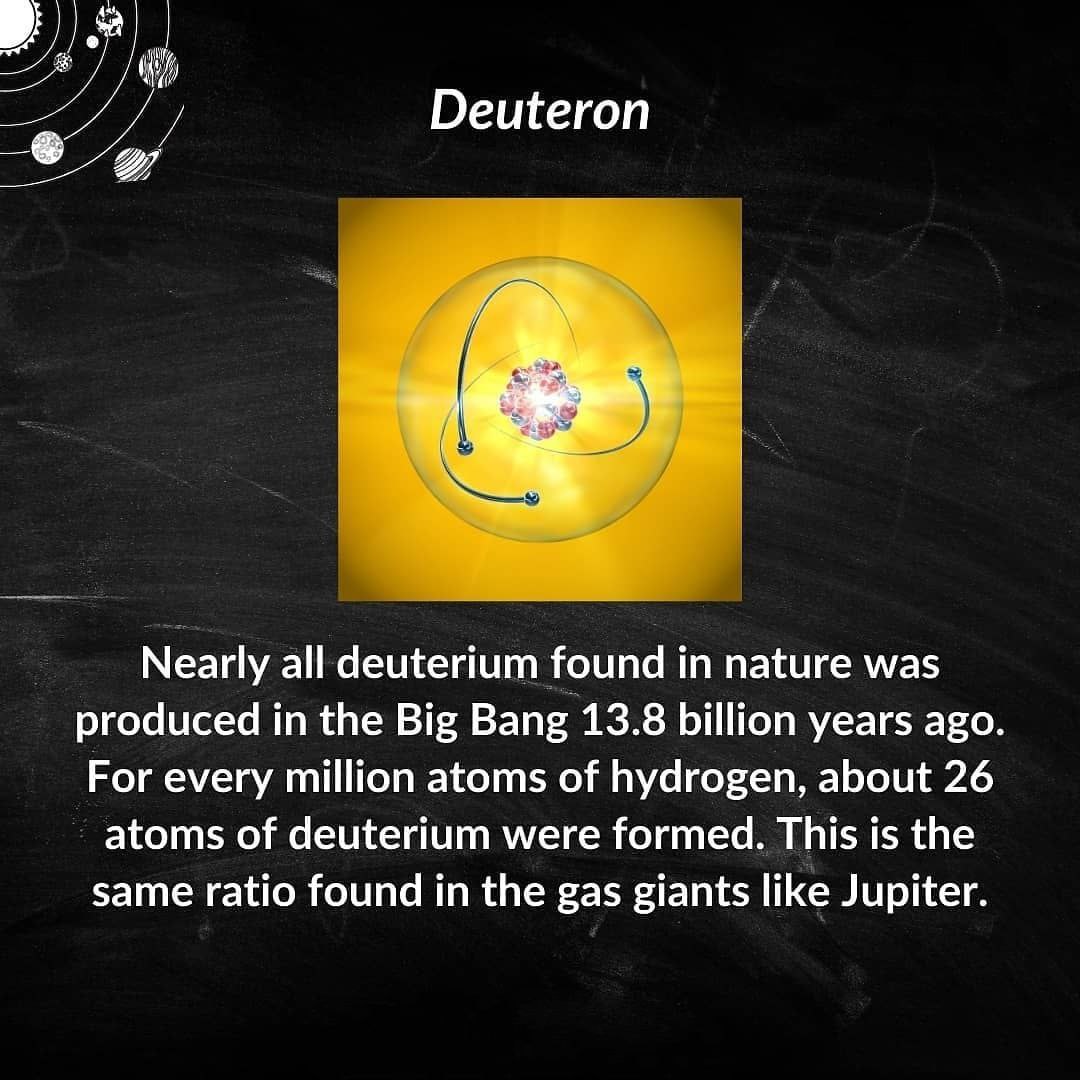 Deuteron
Nearly all deuterium found in nature was
produced in the Big Bang 13.8 billion years ago.
For every million atoms of hydrogen, about 26
atoms of deuterium were formed. This is the
same ratio found in the gas giants like Jupiter.